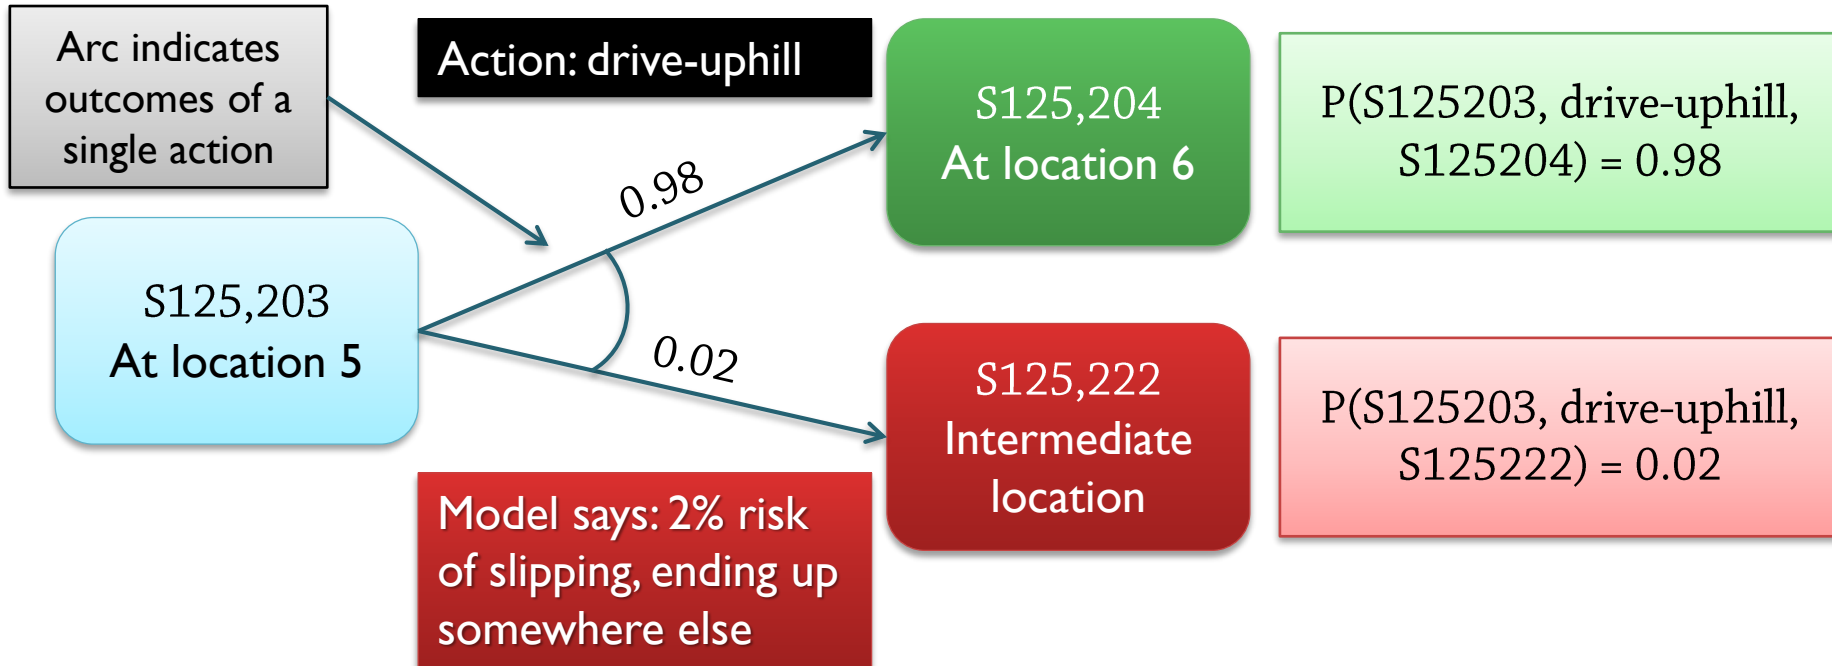 Arc indicates
outcomes of a
single action
Action: drive-uphill
S125,204
At location 6
P(S125203, drive-uphill,
S125204) = 0.98
0.98
S125,203
At location 5
0.02
S125,222
Intermediate
location
P(S125203, drive-uphill,
S125222) = 0.02
Model says: 2% risk
of slipping, ending up
somewhere else